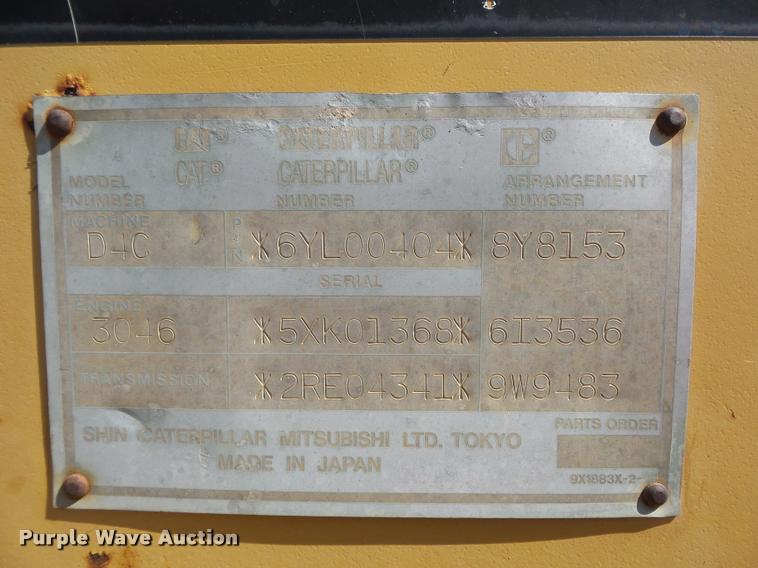 CAT® CATERPILLAR® CE®
CAT® CATERPILLAR®
MODEL NUMBER NUMBER ARRANGEMENT NUMBER
MACHINE P I N
D4C *6YL00404* 8Y8153
SERIAL
ENGINE
3046 *5XK01368* 6I3536
TRANSMISSION *2RE04341* 9W9483
SHIN CATERPILLAR MITSUBISHI LTD. TOKYO PARTS ORDER
MADE IN JAPAN
9X1883X-2-
Purple Wave Auction